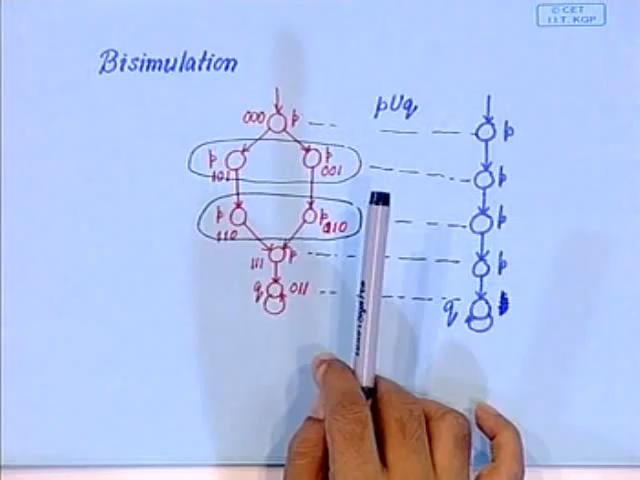 © CET
I.I.T. KGP
Bisimulation
pUq
000 p
p
p p
101 001
p
p p
110 010
p
111 p
p
q 011
q